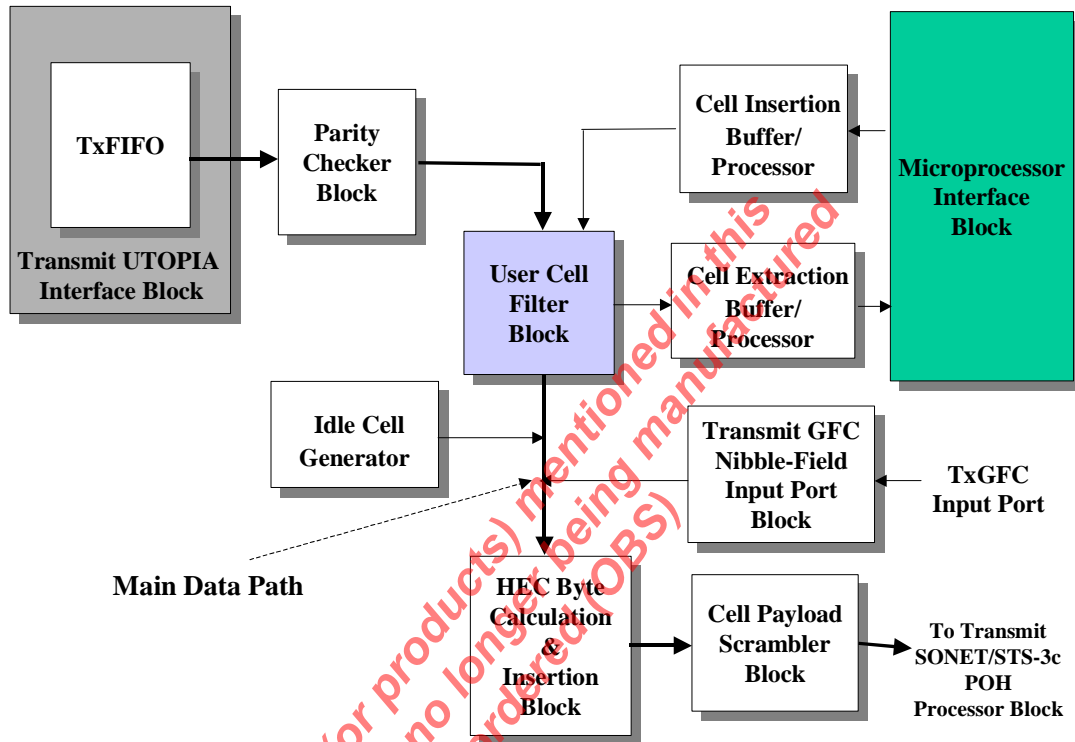 TxFIFO
Transmit UTOPIA
Interface Block
Parity
Checker
Block
Cell Insertion
Buffer/
Processor
Microprocessor
Interface
Block
User Cell
Filter
Block
Cell Extraction
Buffer/
Processor
Idle Cell
Generator
Transmit GFC
Nibble-Field
Input Port
Block
TxGFC
Input Port
Main Data Path
HEC Byte
Calculation
&
Insertion
Block
Cell Payload
Scrambler
Block
To Transmit
SONET/STS-3c
POH
Processor Block
(or products) mentioned in this
no longer being manufactured
ordered (OBS)